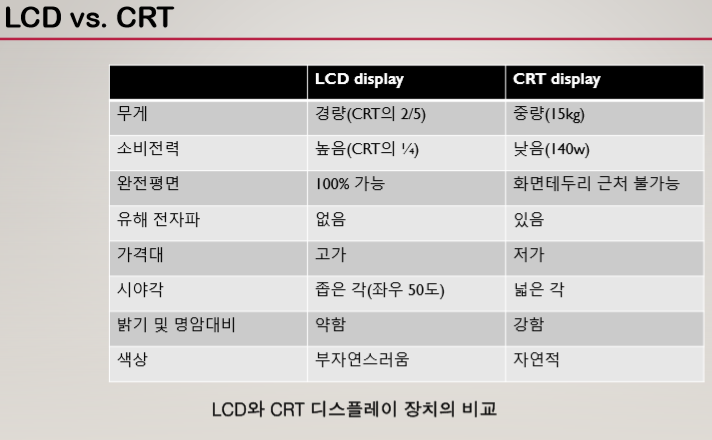 LCD vs. CRT
LCD display CRT display
무게 경량(CRT의 2/5) 중량(15kg)
소비전력 높음(CRT의 ¼) 낮음(140w)
완전평면 100% 가능 화면테두리 근처 불가능
유해 전자파 없음 있음
가격대 고가 저가
시야각 좁은 각(좌우 50도) 넓은 각
밝기 및 명암대비 약함 강함
색상 부자연스러움 자연적
LCD와 CRT 디스플레이 장치의 비교